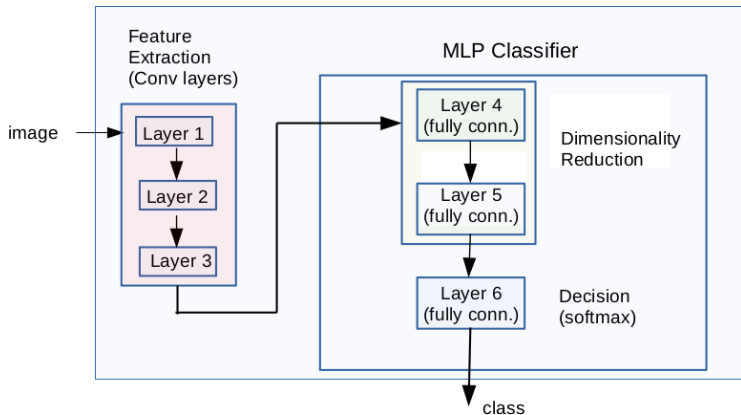 Feature
Extraction
(Conv layers)
MLP Classifier
image
Layer 1
Layer 2
Layer 3
Layer 4
(fully conn.)
Dimensionality
Reduction
Layer 5
(fully conn.)
Layer 6
(fully conn.)
Decision
(softmax)
class